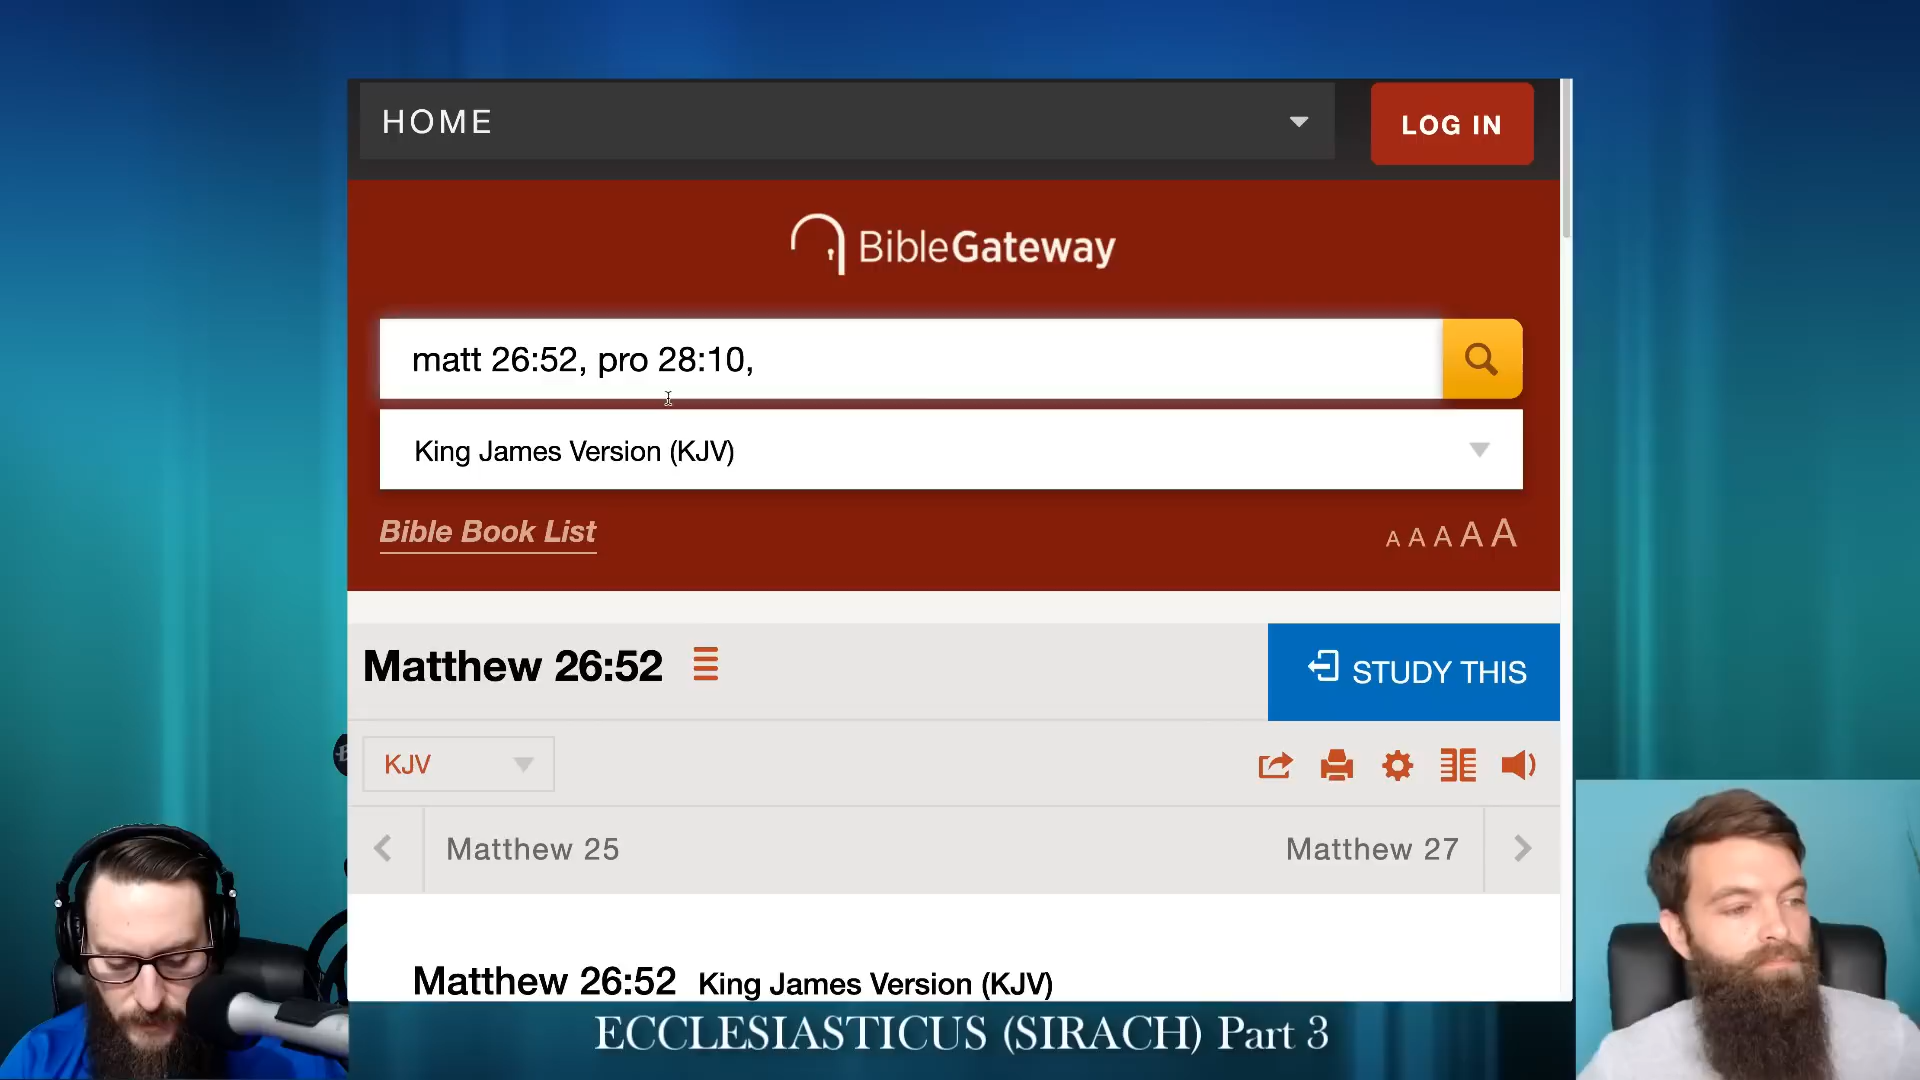 HOME
LOG IN
BibleGateway
matt 26:52, pro 28:10,
King James Version (KJV)
Bible Book List
A A A A A
Matthew 26:52
STUDY THIS
KJV
Matthew 25
Matthew 27
Matthew 26:52 King James Version (KJV)
ECCLESIASTICUS (SIRACH) Part 3